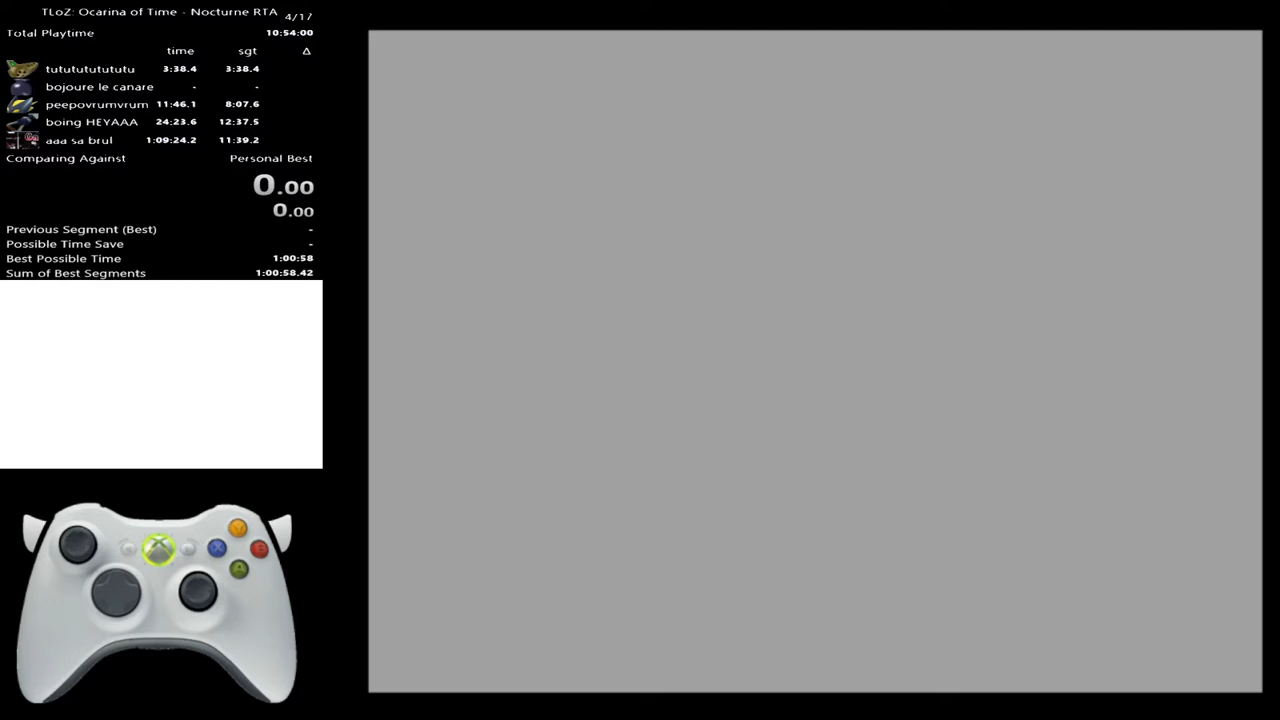 TLoZ: Ocarina of Time - Nocturne RTA 4/17
Total Playtime 10:54:00
time sgt Δ
tutututututututu 3:38.4 3:38.4
bojoure le canare - -
peepovrumvrum 11:46.1 8:07.6
boing HEYAAA 24:23.6 12:37.5
aaa sa brul 1:09:24.2 11:39.2
Comparing Against Personal Best
0.00
0.00
Previous Segment (Best) -
Possible Time Save -
Best Possible Time 1:00:58
Sum of Best Segments 1:00:58.42
Y
X B
A